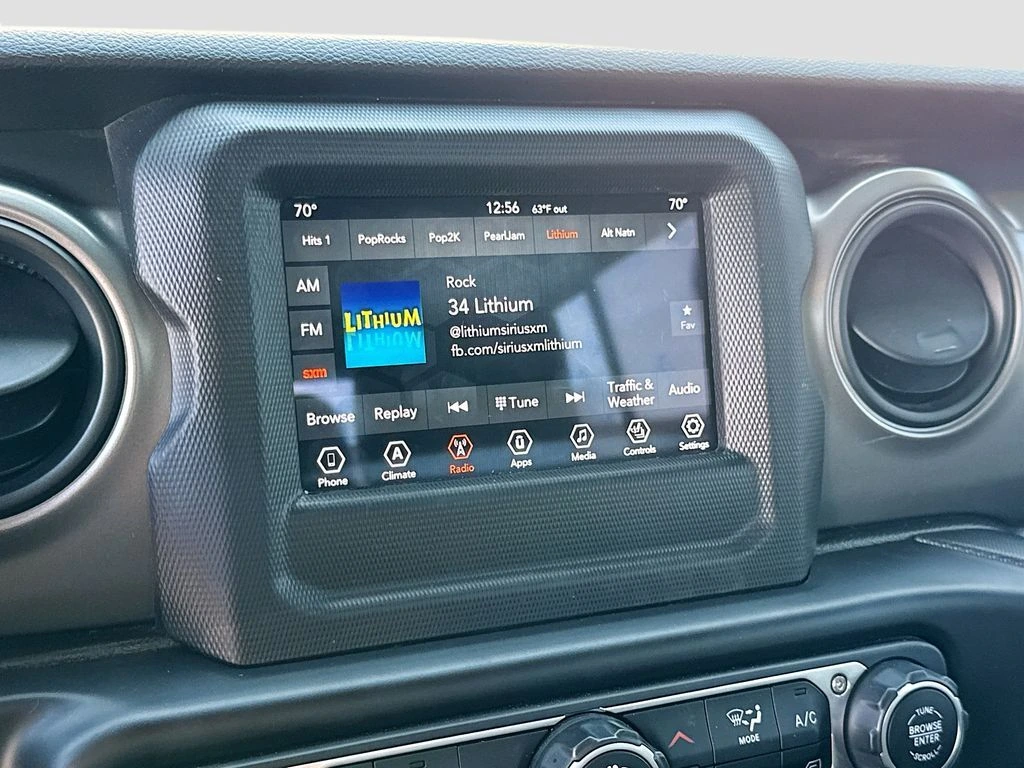 70° 12:56 63°F out 70°
Hits 1 PopRocks Pop2K PearlJam Lithium Alt Natn
AM
FM
sxm
LITHIUM
Rock
34 Lithium
@lithiumsiriusxm
fb.com/siriusxmlithium
Fav
Browse Replay Tune Traffic & Weather Audio
Phone Climate Radio Apps Media Controls Settings
MODE
A/C
TUNE
BROWSE
ENTER
SCROLL